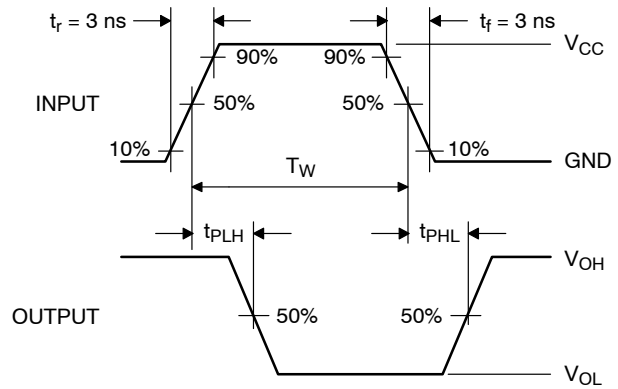 tr = 3 ns
tf = 3 ns
VCC
90%
90%
INPUT
50%
50%
10%
10%
GND
TW
tPLH
tPHL
VOH
OUTPUT
50%
50%
VOL